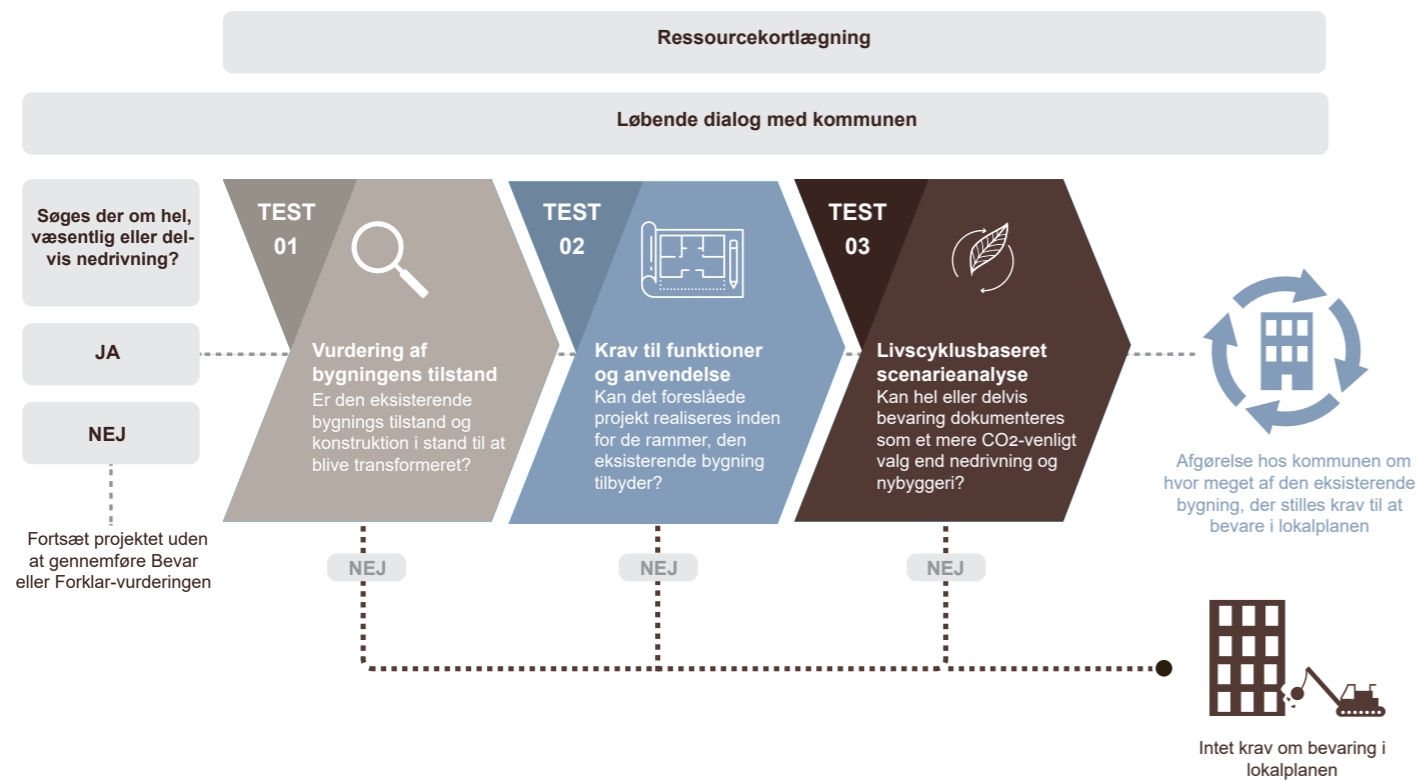 Ressourcekortlægning
Løbende dialog med kommunen
Søges der om hel,
væsentlig eller del-
vis nedrivning?
JA
NEJ
Fortsæt projektet uden
at gennemføre Bevar
eller Forklar-vurderingen
TEST
01
Vurdering af
bygningens tilstand
Er den eksisterende
bygnings tilstand og
konstruktion i stand til at
blive transformeret?
NEJ
TEST
02
Krav til funktioner
og anvendelse
Kan det foreslåede
projekt realiseres inden
for de rammer, den
eksisterende bygning
tilbyder?
NEJ
TEST
03
Livscyklusbaseret
scenarieanalyse
Kan hel eller delvis
bevaring dokumenteres
som et mere CO2-venligt
valg end nedrivning og
nybyggeri?
NEJ
Afgørelse hos kommunen om
hvor meget af den eksisterende
bygning, der stilles krav til at
bevare i lokalplanen
Intet krav om bevaring i
lokalplanen